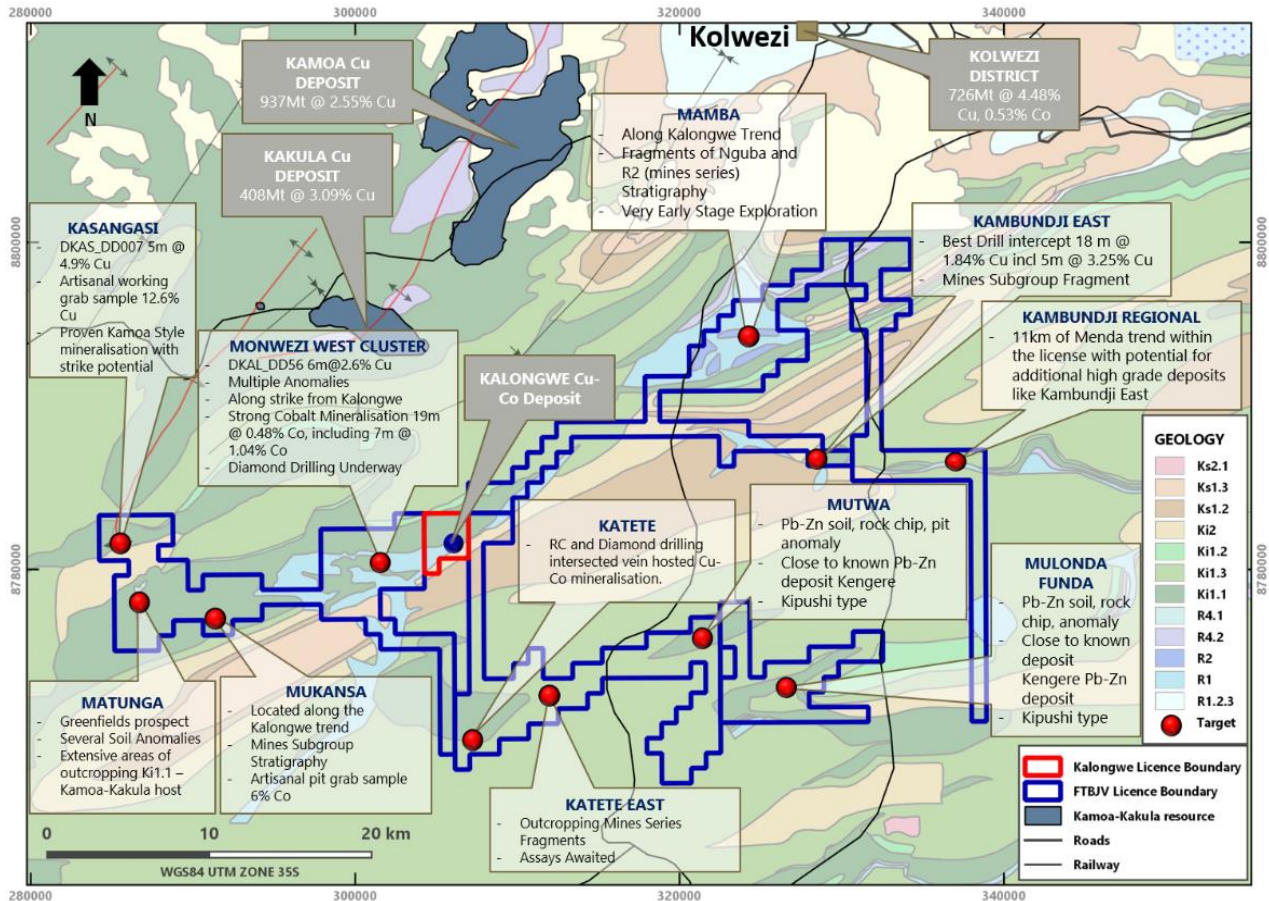 280000
300000
320000
340000
Kolwezi
N
KAMOA Cu
DEPOSIT
937Mt @ 2.55% Cu
KOLWEZI
DISTRICT
726Mt @ 4.48%
Cu, 0.53% Co
KAKULA Cu
DEPOSIT
408Mt @ 3.09% Cu
MAMBA
- Along Kalongwe Trend
- Fragments of Nguba and
R2 (mines series)
Stratigraphy
- Very Early Stage Exploration
KASANGASI
- DKAS_DD007 5m @
4.9% Cu
- Artisanal working
grab sample 12.6%
Cu
- Proven Kamoa Style
mineralisation with
strike potential
KAMBUNDJI EAST
- Best Drill intercept 18 m @
1.84% Cu incl 5m @ 3.25% Cu
- Mines Subgroup Fragment
8800000
8800000
KAMBUNDJI REGIONAL
- 11km of Menda trend within
the license with potential for
additional high grade deposits
like Kambundji East
MONWEZI WEST CLUSTER
- DKAL_DD56 6m@2.6% Cu
- Multiple Anomalies
- Along strike from Kalongwe
- Strong Cobalt Mineralisation 19m
@ 0.48% Co, including 7m @
1.04% Co
- Diamond Drilling Underway
KALONGWE Cu-
Co Deposit
GEOLOGY
Ks2.1
Ks1.3
Ks1.2
Ki2
Ki1.2
Ki1.3
Ki1.1
R4.1
R4.2
R2
R1
R1.2.3
Target
KATETE
- RC and Diamond drilling
intersected vein hosted Cu-
Co mineralisation.
MUTWA
- Pb-Zn soil, rock chip, pit
anomaly
- Close to known Pb-Zn
deposit Kengere
- Kipushi type
MULONDA
FUNDA
- Pb-Zn soil, rock
chip, anomaly
- Close to known
deposit
Kengere Pb-Zn
deposit
- Kipushi type
8780000
8780000
MATUNGA
- Greenfields prospect
- Several Soil Anomalies
- Extensive areas of
outcropping Ki1.1 –
Kamoa-Kakula host
MUKANSA
- Located along the
Kalongwe trend
- Mines Subgroup
Stratigraphy
- Artisanal pit grab sample
6% Co
KATETE EAST
- Outcropping Mines Series
Fragments
- Assays Awaited
Kalongwe Licence Boundary
FTBJV Licence Boundary
Kamoa-Kakula resource
Roads
Railway
0 10 20 km
WGS84 UTM ZONE 35S
280000
300000
320000
340000